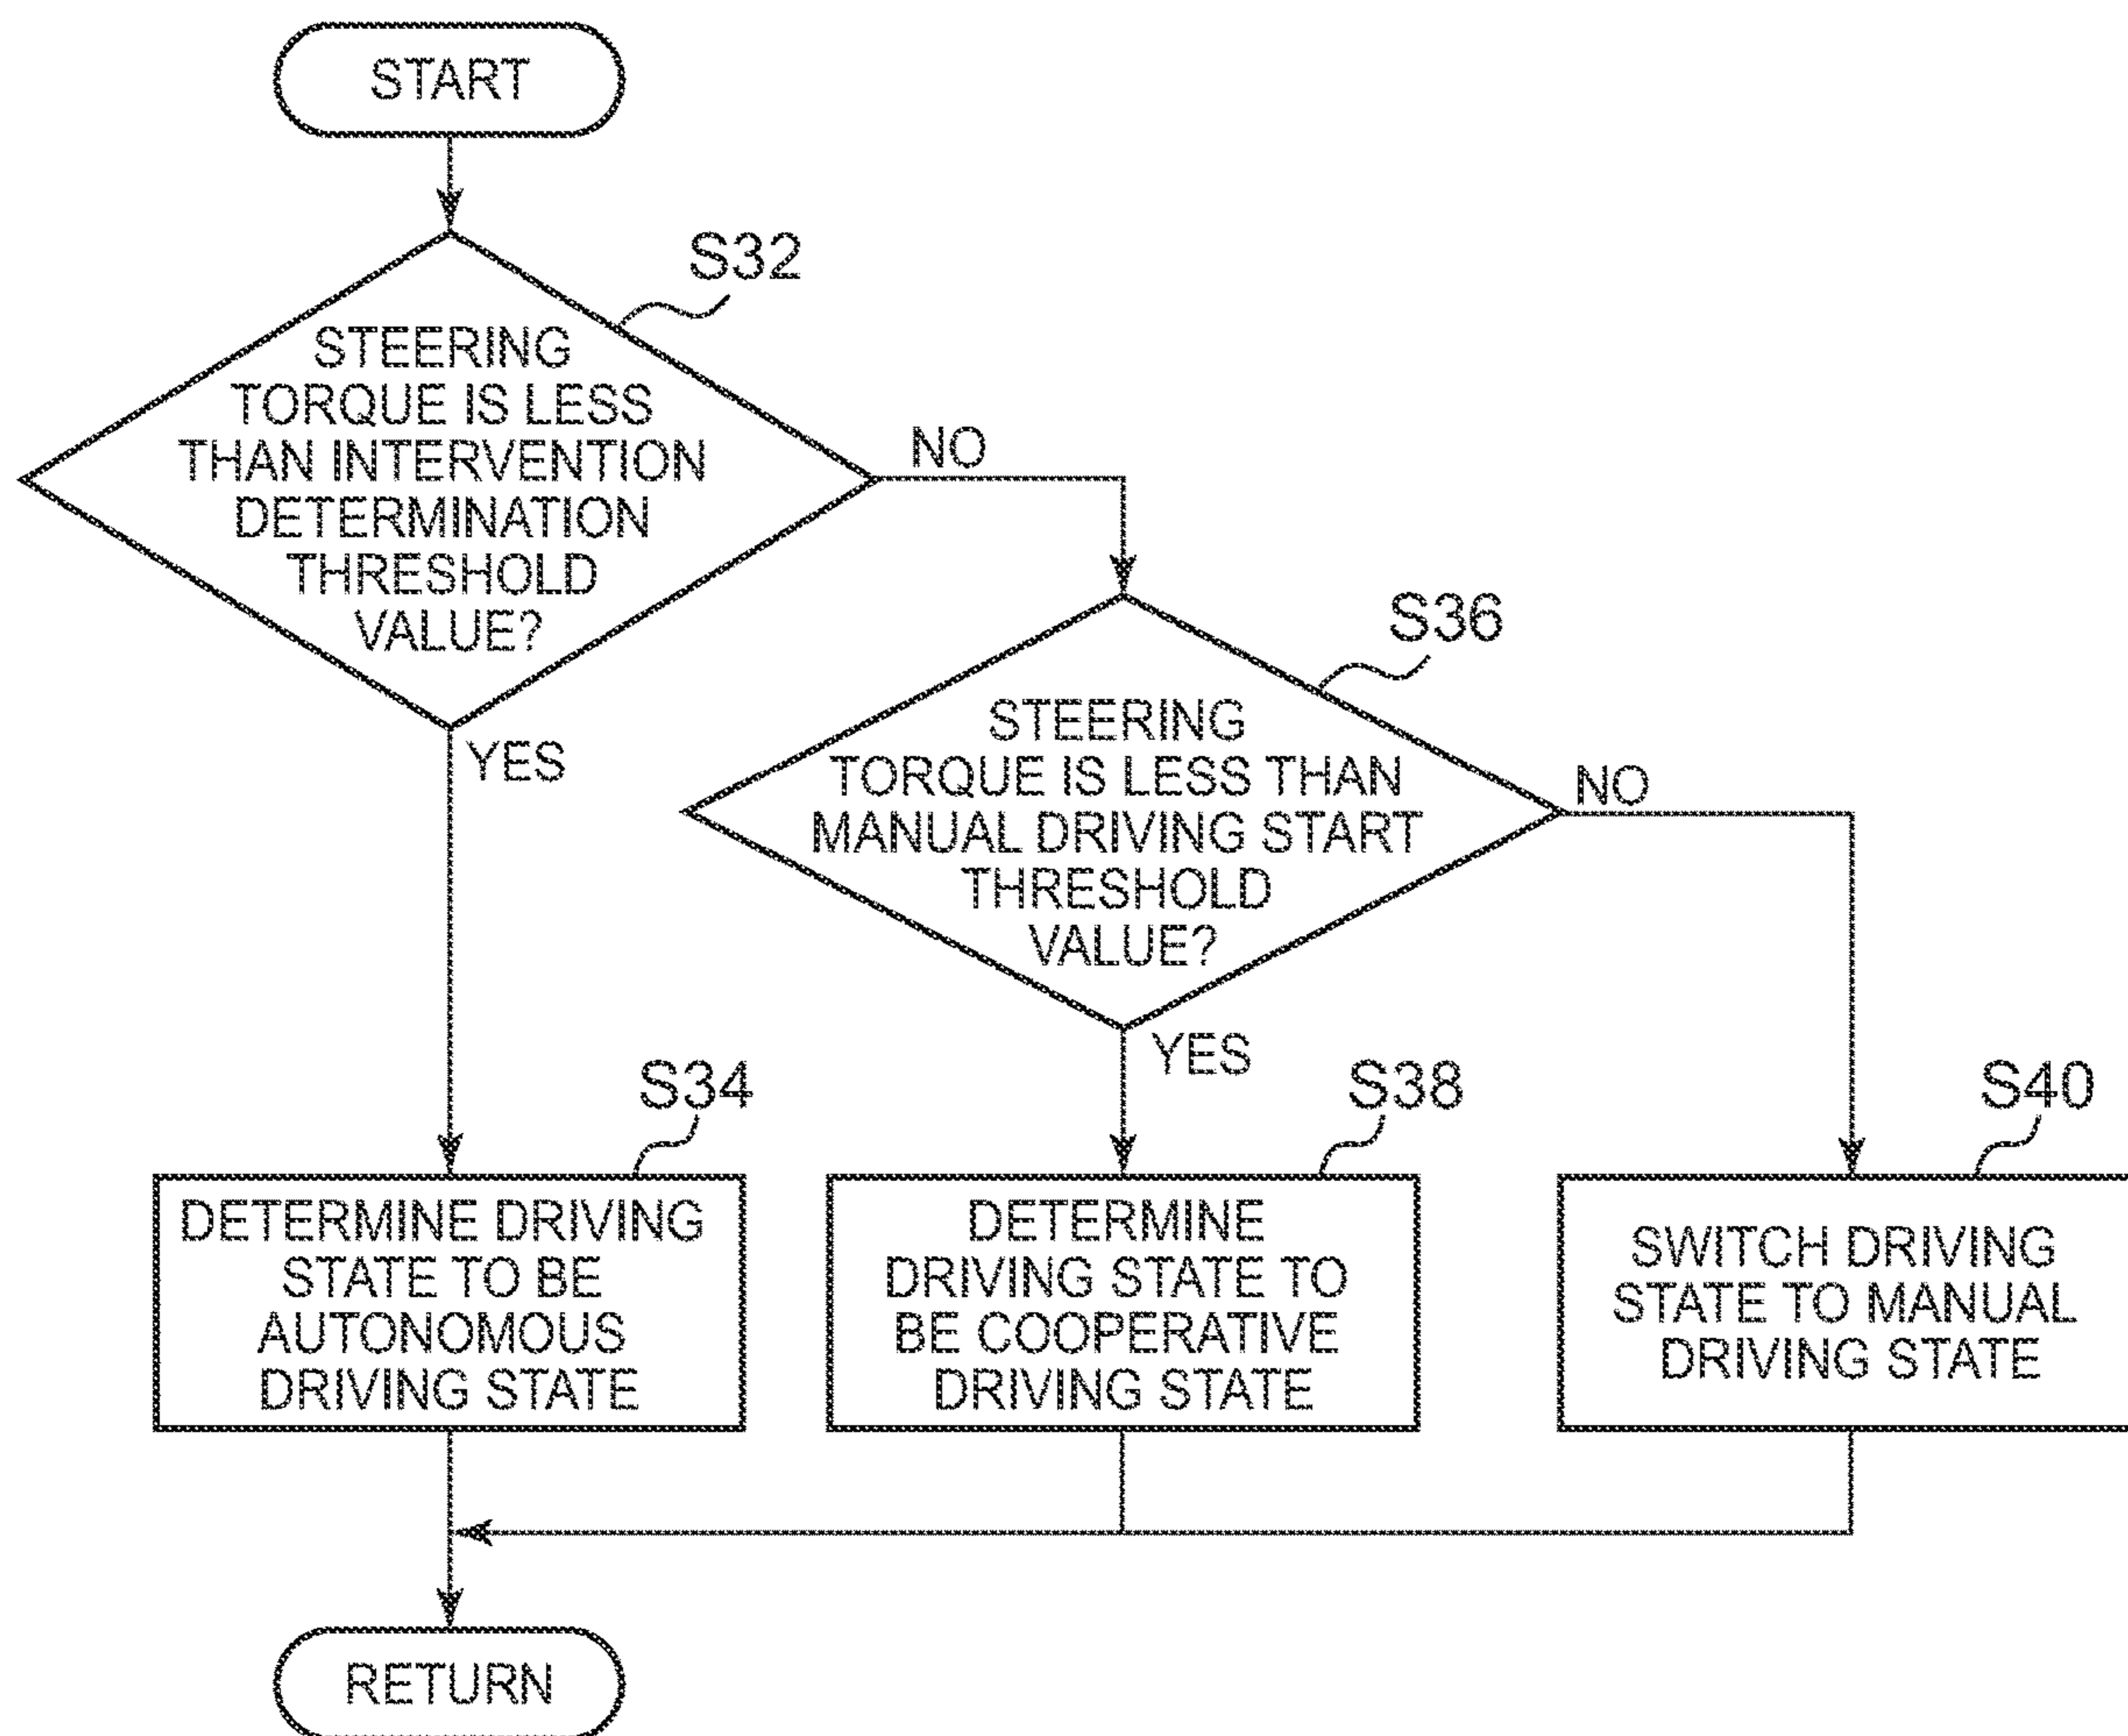 START
S32
STEERING
TORQUE IS LESS
THAN INTERVENTION
DETERMINATION
THRESHOLD
VALUE?
NO
YES
S36
STEERING
TORQUE IS LESS THAN
MANUAL DRIVING START
THRESHOLD
VALUE?
NO
YES
S34
DETERMINE DRIVING
STATE TO BE
AUTONOMOUS
DRIVING STATE
S38
DETERMINE
DRIVING STATE TO
BE COOPERATIVE
DRIVING STATE
S40
SWITCH DRIVING
STATE TO MANUAL
DRIVING STATE
RETURN